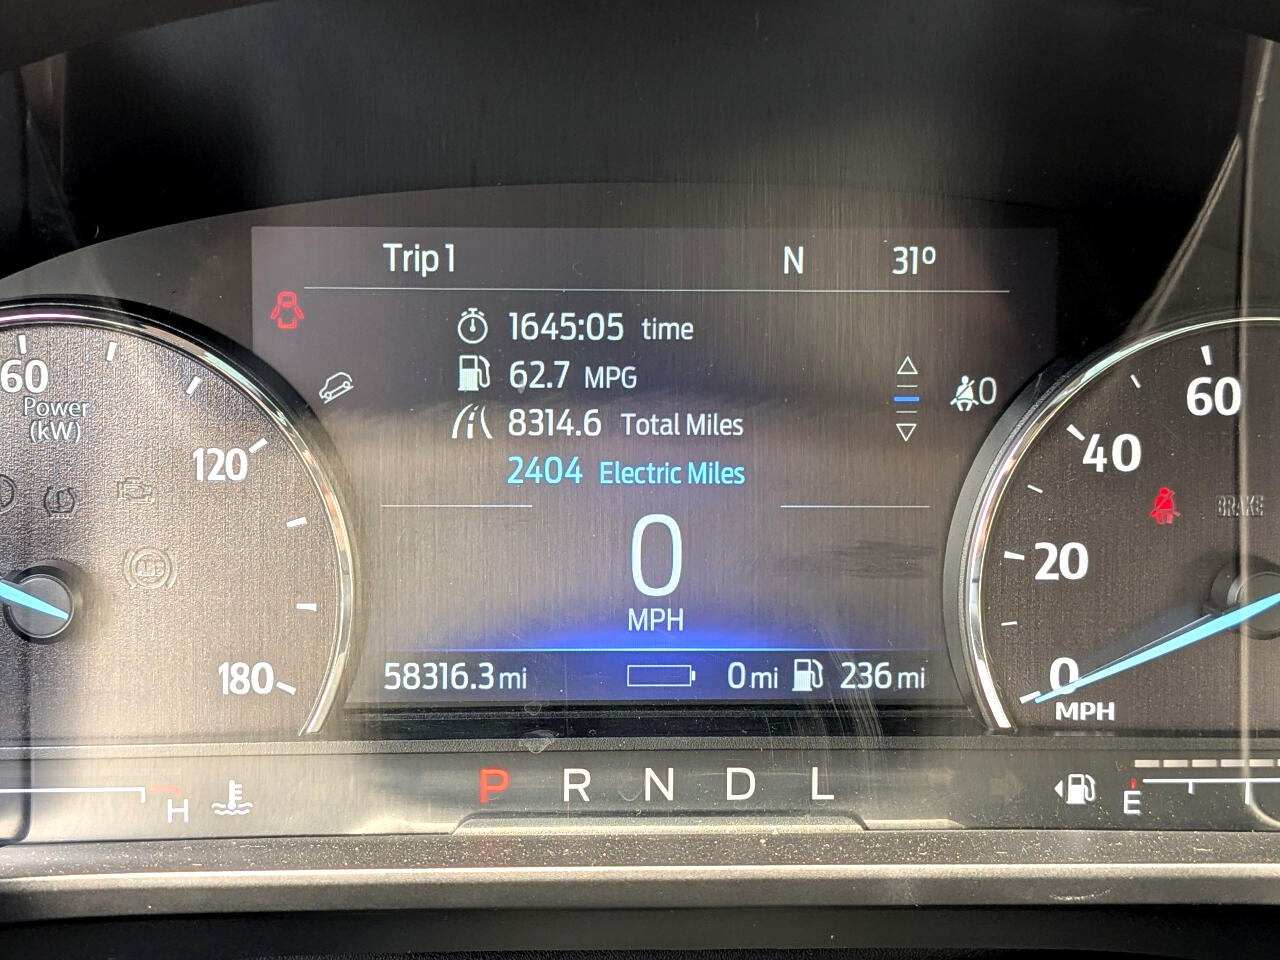 Trip 1 N 31°
1645:05 time
62.7 MPG
8314.6 Total Miles
2404 Electric Miles
0
MPH
58316.3 mi 0 mi 236 mi
60
Power
(kW)
120
180
ABS
0
60
40
20
0
MPH
BRAKE
H
P R N D L
E